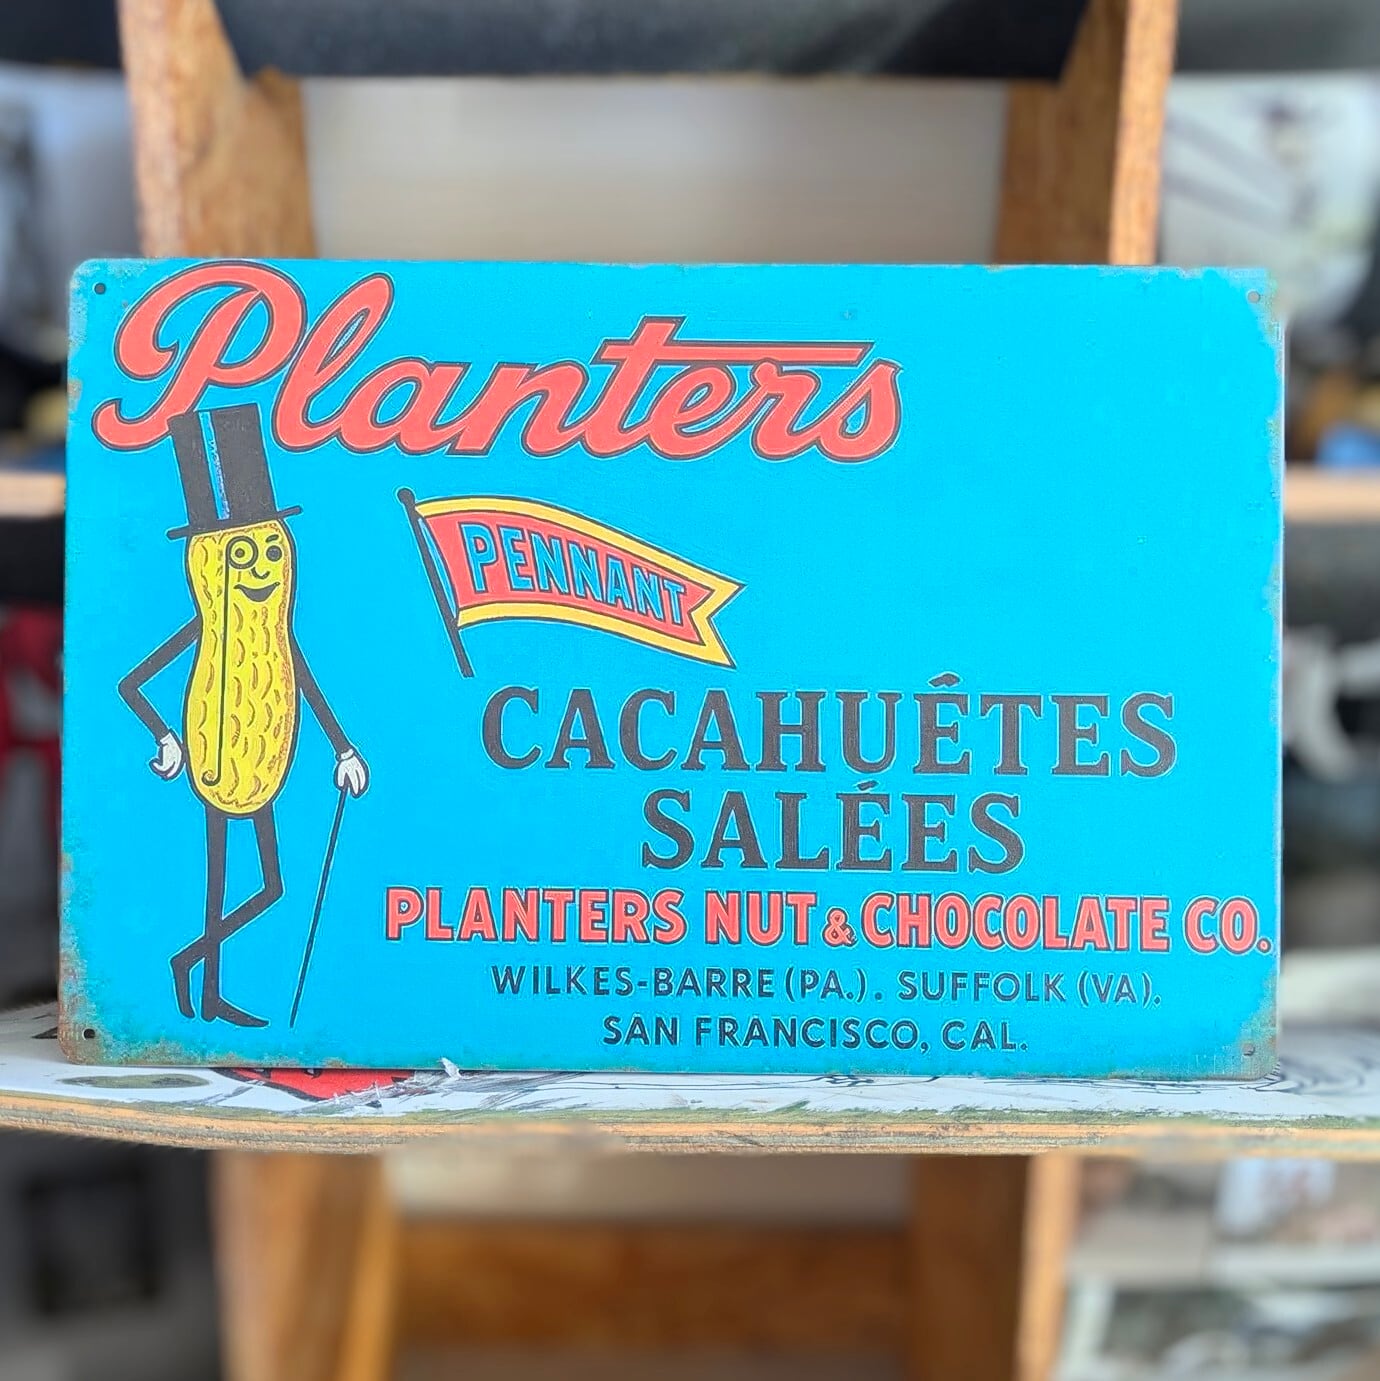 Planters
PENNANT
CACAHUÉTES
SALÉES
PLANTERS NUT & CHOCOLATE CO.
WILKES-BARRE (PA.). SUFFOLK (VA).
SAN FRANCISCO, CAL.